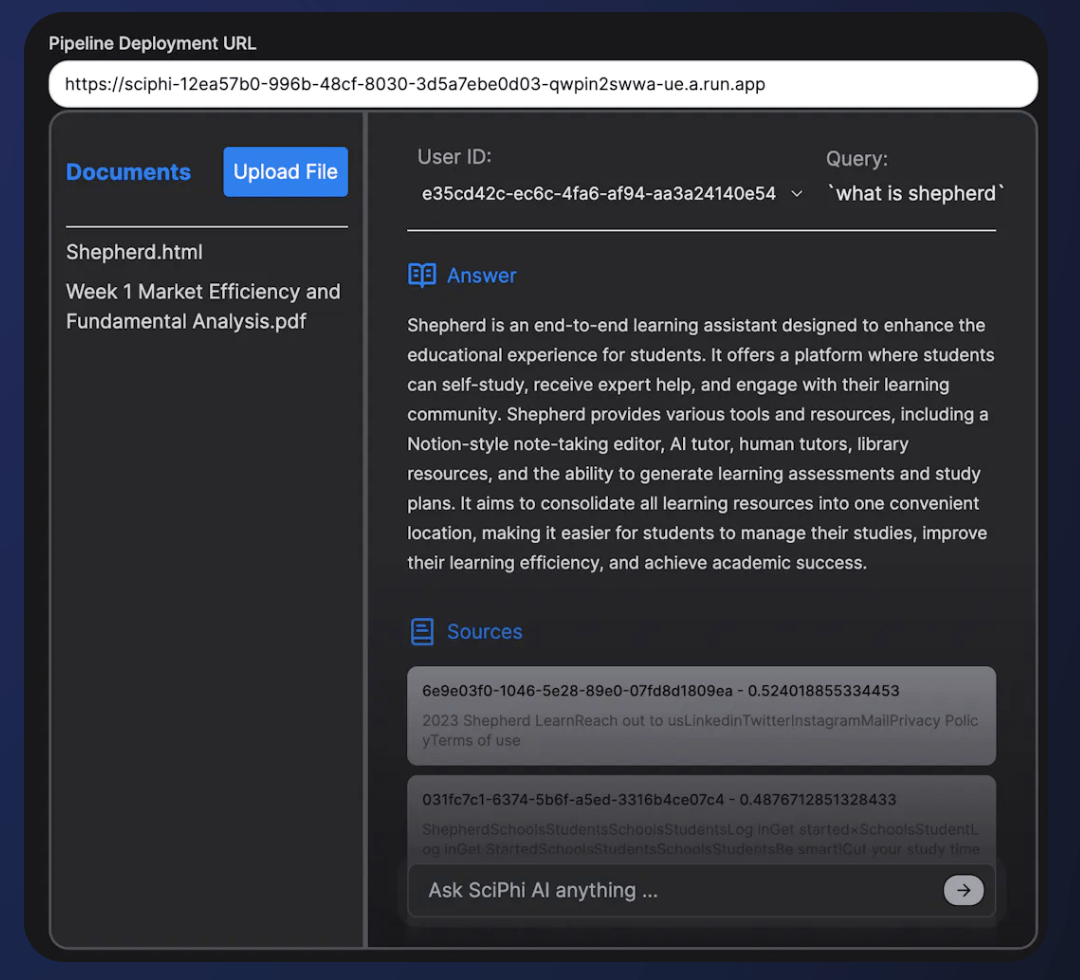 Pipeline Deployment URL
https://sciphi-12ea57b0-996b-48cf-8030-3d5a7ebe0d03-qwpin2swwa-ue.a.run.app
Documents
Upload File
Shepherd.html
Week 1 Market Efficiency and
Fundamental Analysis.pdf
User ID:
e35cd42c-ec6c-4fa6-af94-aa3a24140e54
Query:
`what is shepherd`
Answer
Shepherd is an end-to-end learning assistant designed to enhance the
educational experience for students. It offers a platform where students
can self-study, receive expert help, and engage with their learning
community. Shepherd provides various tools and resources, including a
Notion-style note-taking editor, AI tutor, human tutors, library
resources, and the ability to generate learning assessments and study
plans. It aims to consolidate all learning resources into one convenient
location, making it easier for students to manage their studies, improve
their learning efficiency, and achieve academic success.
Sources
6e9e03f0-1046-5e28-89e0-07fd8d1809ea - 0.524018855334453
2023 Shepherd LearnReach out to usLinkedinTwitterInstagramMailPrivacy Polic
yTerms of use
031fc7c1-6374-5b6f-a5ed-3316b4ce07c4 - 0.4876712851328433
ShepherdSchoolsStudentsSchoolsStudentsLog inGet started×SchoolsStudentL
og inGet StartedSchoolsStudentsSchoolsStudentsBe smart!Cut your study time
Ask SciPhi AI anything ...